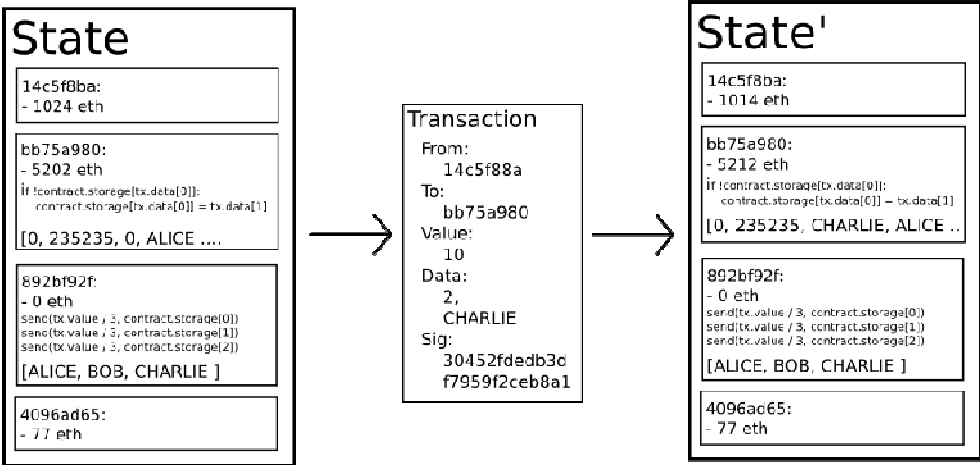 State
14c5f8ba:
- 1024 eth
bb75a980:
- 5202 eth
if !contract.storage[tx.data[0]]:
contract.storage[tx.data[0]] = tx.data[1]
[0, 235235, 0, ALICE ....
892bf92f:
- 0 eth
send(tx.value / 3, contract.storage[0])
send(tx.value / 3, contract.storage[1])
send(tx.value / 3, contract.storage[2])
[ALICE, BOB, CHARLIE ]
4096ad65:
- 77 eth
Transaction
From:
14c5f88a
To:
bb75a980
Value:
10
Data:
2,
CHARLIE
Sig:
30452fdedb3d
f7959f2ceb8a1
State'
14c5f8ba:
- 1014 eth
bb75a980:
- 5212 eth
if !contract.storage[tx.data[0]]:
contract.storage[tx.data[0]] = tx.data[1]
[0, 235235, CHARLIE, ALICE ..
892bf92f:
- 0 eth
send(tx.value / 3, contract.storage[0])
send(tx.value / 3, contract.storage[1])
send(tx.value / 3, contract.storage[2])
[ALICE, BOB, CHARLIE ]
4096ad65:
- 77 eth